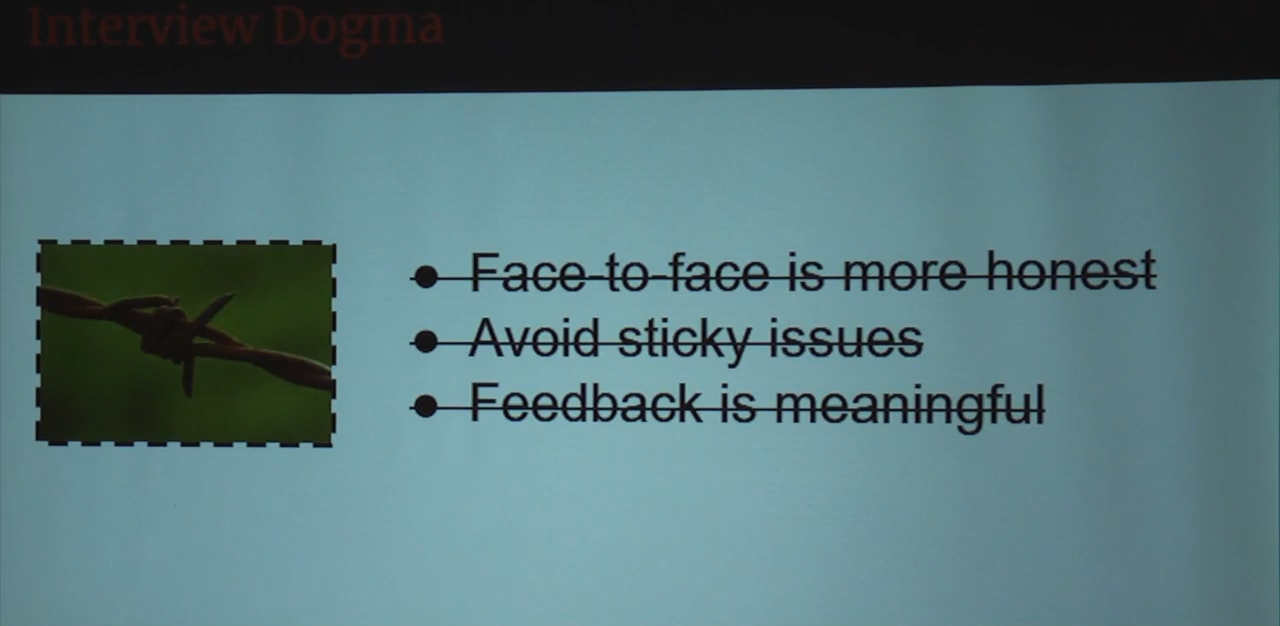 Interview Dogma
• Face-to-face is more honest
• Avoid sticky issues
• Feedback is meaningful